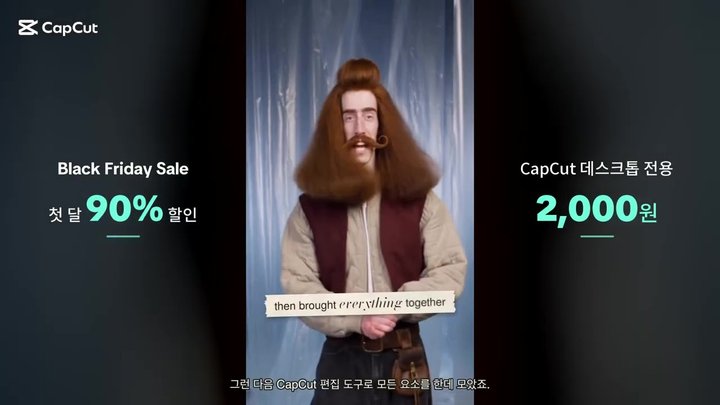 CapCut
Black Friday Sale
첫 달 90% 할인
CapCut 데스크톱 전용
2,000원
then brought everything together
그런 다음 CapCut 편집 도구로 모든 요소를 한데 모았죠.